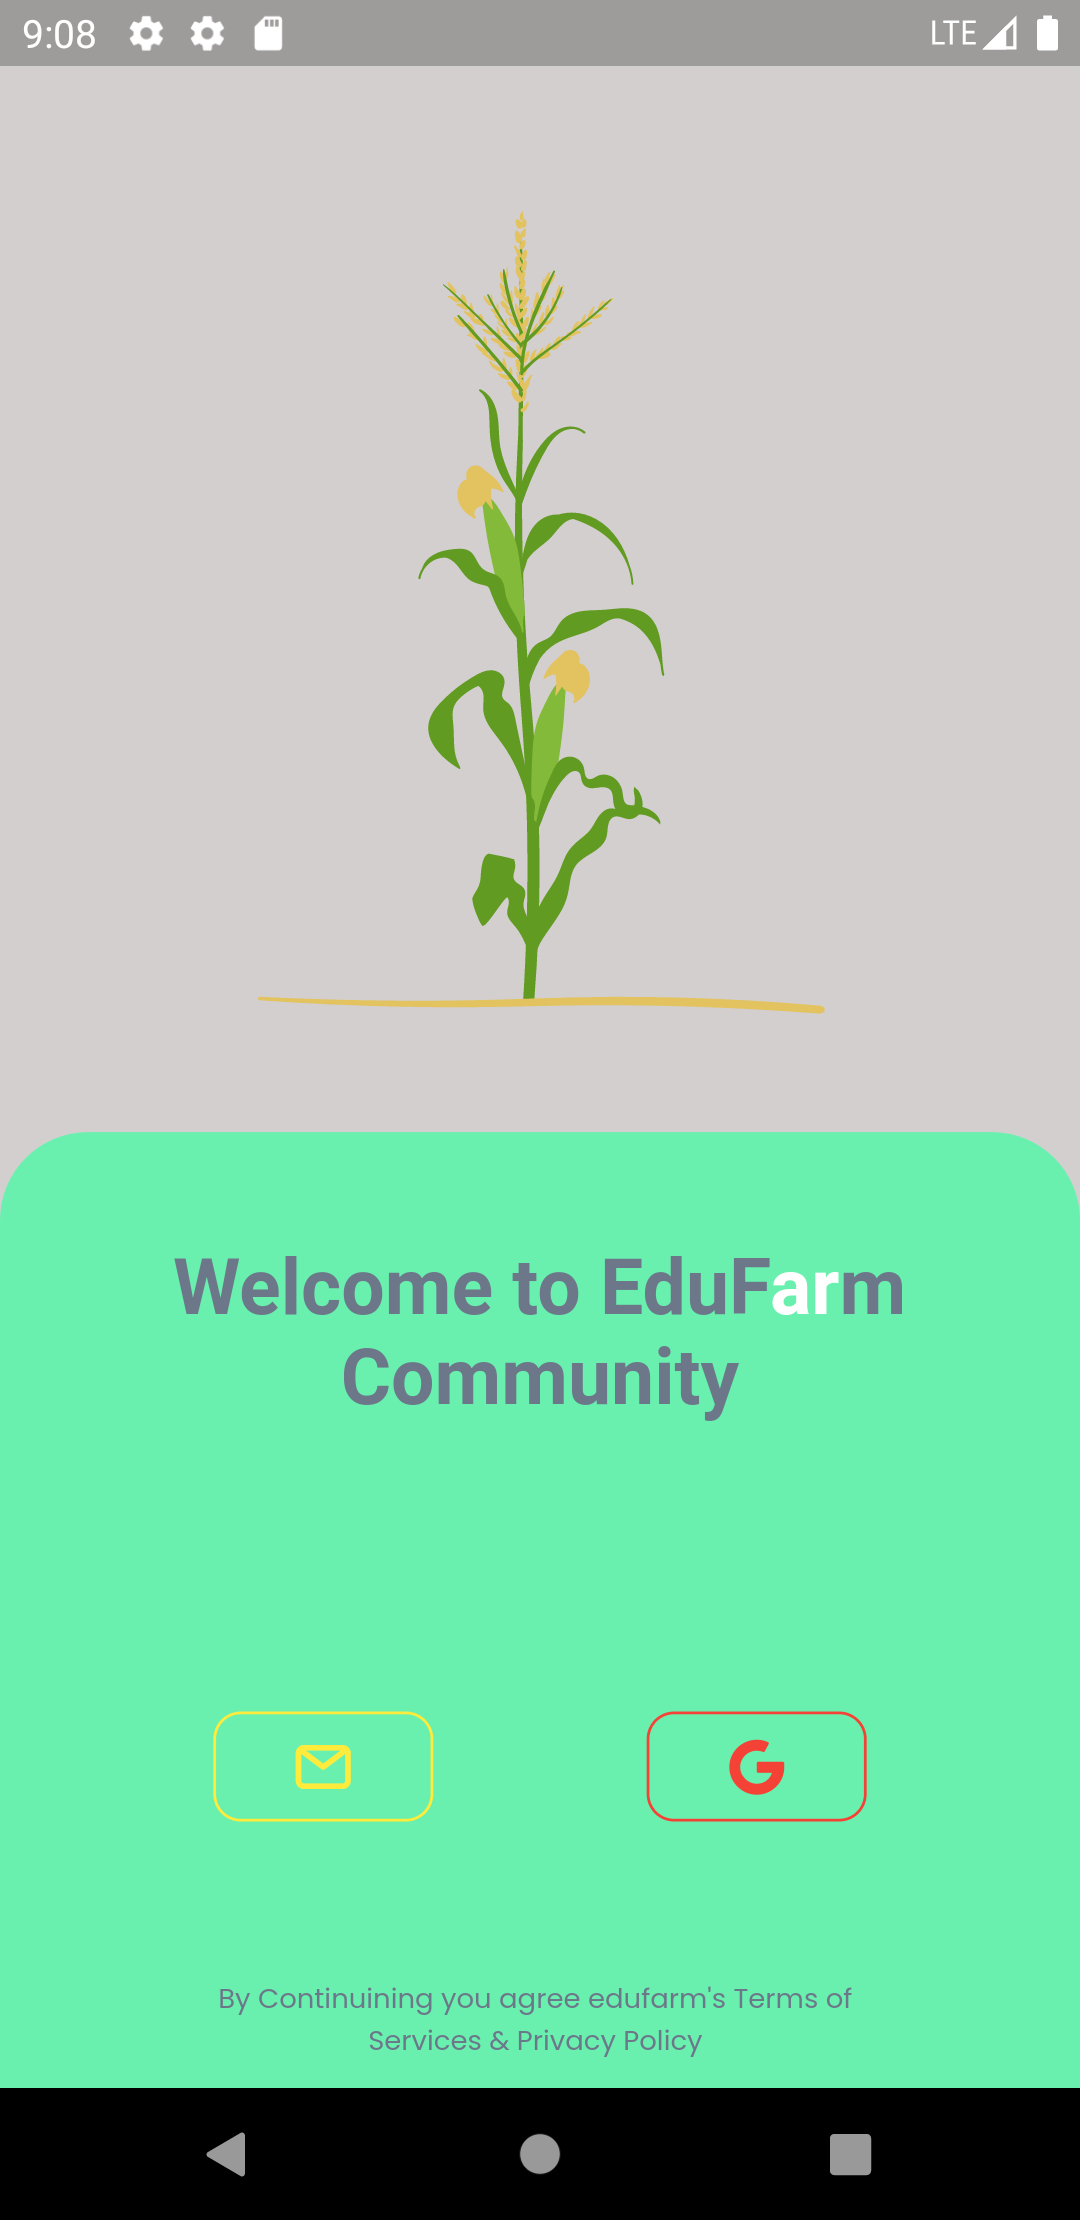 9:08 LTE
Welcome to EduFarm
Community
By Continuining you agree edufarm's Terms of
Services & Privacy Policy